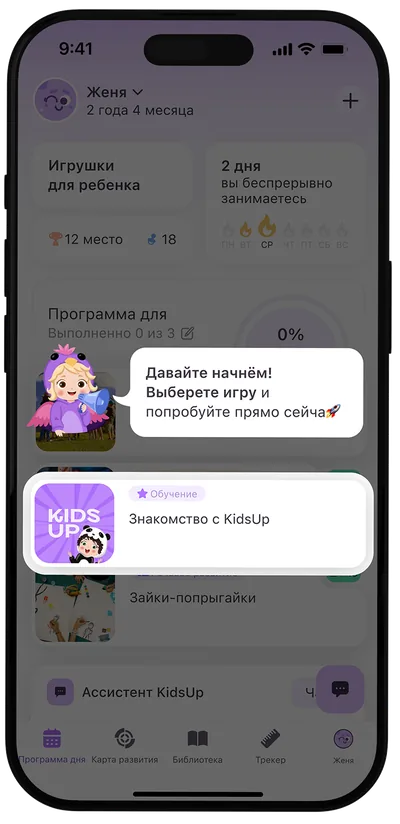 9:41
Женя
2 года 4 месяца
Игрушки
для ребенка
12 место
18
2 дня
вы беспрерывно
занимаетесь
ПН ВТ СР ЧТ ПТ СБ ВС
Программа для
Выполненно 0 из 3
0%
Давайте начнём!
Выберете игру и
попробуйте прямо сейча
Обучение
KIDS
UP
Знакомство с KidsUp
Зайки-попрыгайки
Ассистент KidsUp
Программа дня
Карта развития
Библиотека
Трекер
Женя